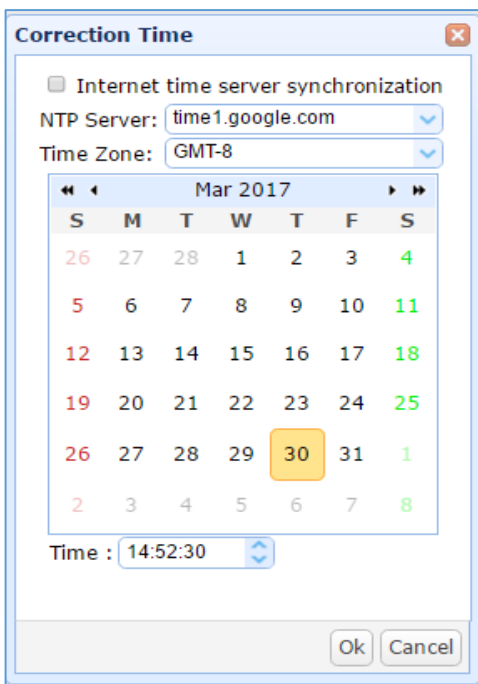 Correction Time
Internet time server synchronization
NTP Server: time1.google.com
Time Zone: GMT-8
Mar 2017
S M T W T F S
26 27 28 1 2 3 4
5 6 7 8 9 10 11
12 13 14 15 16 17 18
19 20 21 22 23 24 25
26 27 28 29 30 31 1
2 3 4 5 6 7 8
Time : 14:52:30
Ok Cancel